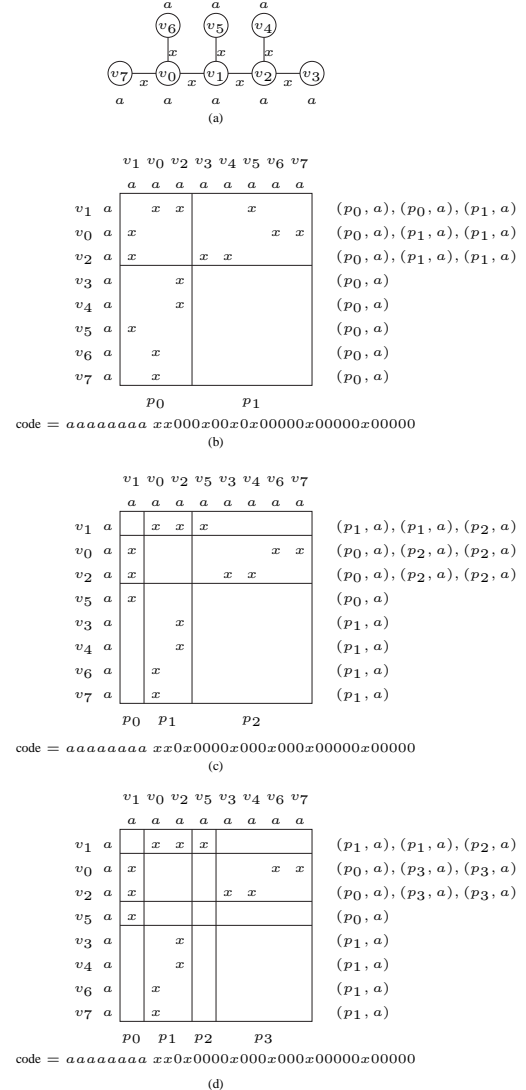 a a a
v6 v5 v4
x x x
v7 x v0 x v1 x v2 x v3
a a a a a
(a)
v1 v0 v2 v3 v4 v5 v6 v7
a a a a a a a a
v1 a x x x (p0, a), (p0, a), (p1, a)
v0 a x x x (p0, a), (p1, a), (p1, a)
v2 a x x x (p0, a), (p1, a), (p1, a)
v3 a x (p0, a)
v4 a x (p0, a)
v5 a x (p0, a)
v6 a x (p0, a)
v7 a x (p0, a)
p0 p1
code = aaaaaaaa xx000x00x0x00000x00000x00000
(b)
v1 v0 v2 v5 v3 v4 v6 v7
a a a a a a a a
v1 a x x x (p1, a), (p1, a), (p2, a)
v0 a x x x (p0, a), (p2, a), (p2, a)
v2 a x x x (p0, a), (p2, a), (p2, a)
v5 a x (p0, a)
v3 a x (p1, a)
v4 a x (p1, a)
v6 a x (p1, a)
v7 a x (p1, a)
p0 p1 p2
code = aaaaaaaa xx0x0000x000x000x00000x00000
(c)
v1 v0 v2 v5 v3 v4 v6 v7
a a a a a a a a
v1 a x x x (p1, a), (p1, a), (p2, a)
v0 a x x x (p0, a), (p3, a), (p3, a)
v2 a x x x (p0, a), (p3, a), (p3, a)
v5 a x (p0, a)
v3 a x (p1, a)
v4 a x (p1, a)
v6 a x (p1, a)
v7 a x (p1, a)
p0 p1 p2 p3
code = aaaaaaaa xx0x0000x000x000x00000x00000
(d)